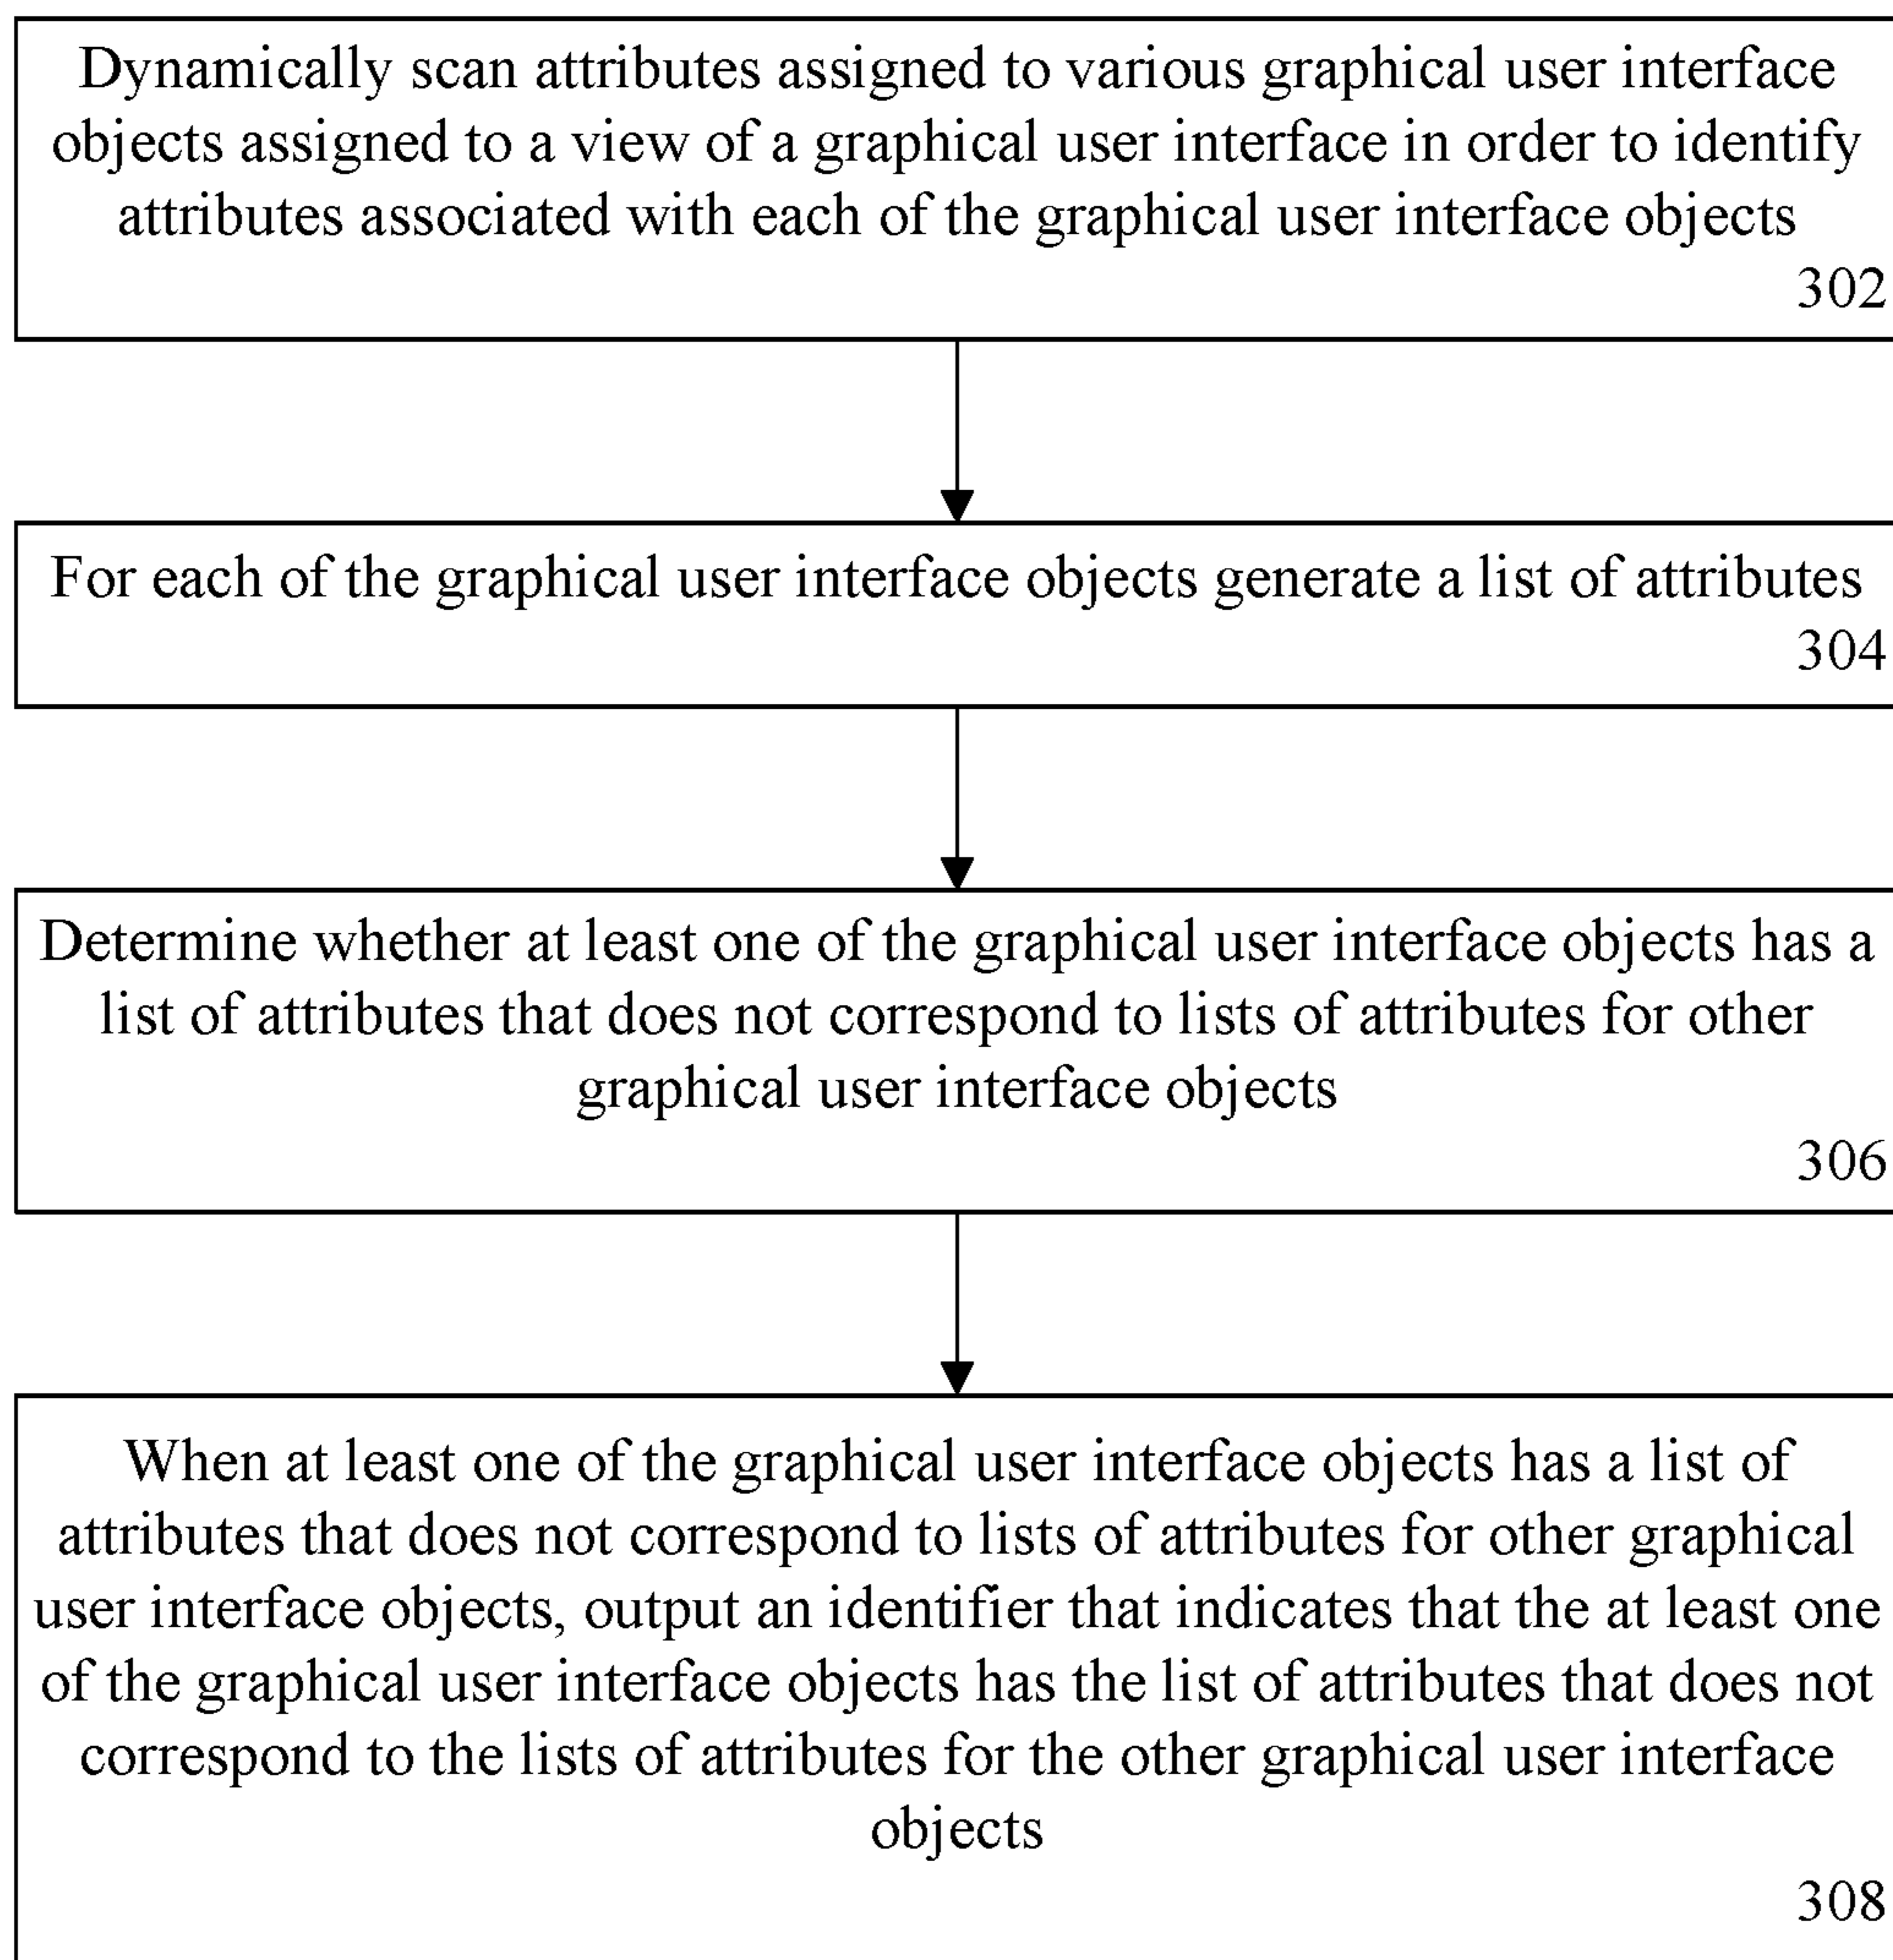 Dynamically scan attributes assigned to various graphical user interface
objects assigned to a view of a graphical user interface in order to identify
attributes associated with each of the graphical user interface objects
302
For each of the graphical user interface objects generate a list of attributes
304
Determine whether at least one of the graphical user interface objects has a
list of attributes that does not correspond to lists of attributes for other
graphical user interface objects
306
When at least one of the graphical user interface objects has a list of
attributes that does not correspond to lists of attributes for other graphical
user interface objects, output an identifier that indicates that the at least one
of the graphical user interface objects has the list of attributes that does not
correspond to the lists of attributes for the other graphical user interface
objects
308